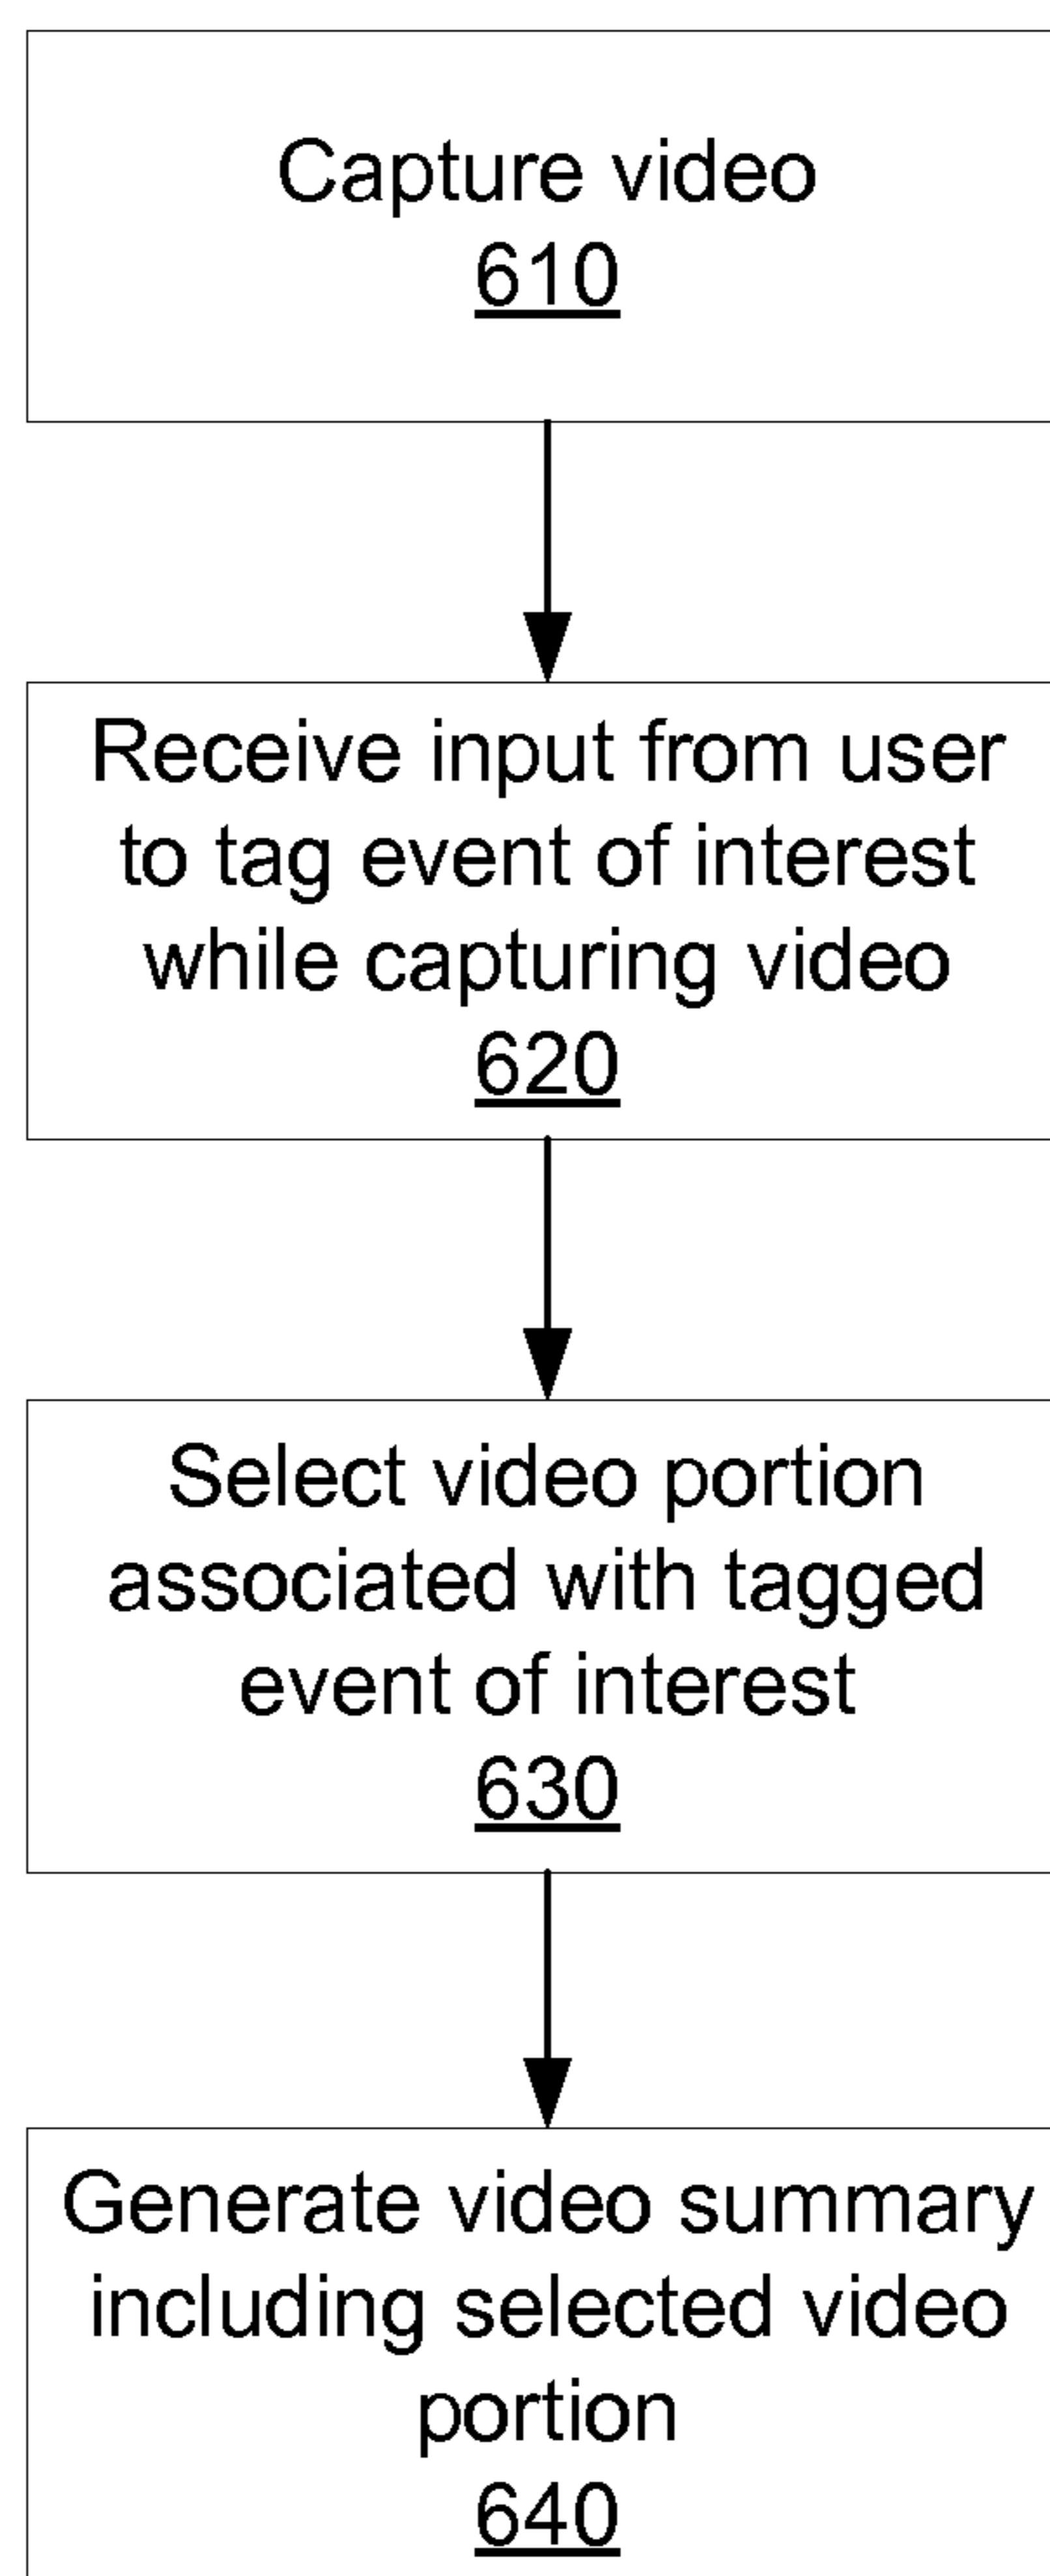 Capture video
610
Receive input from user
to tag event of interest
while capturing video
620
Select video portion
associated with tagged
event of interest
630
Generate video summary
including selected video
portion
640